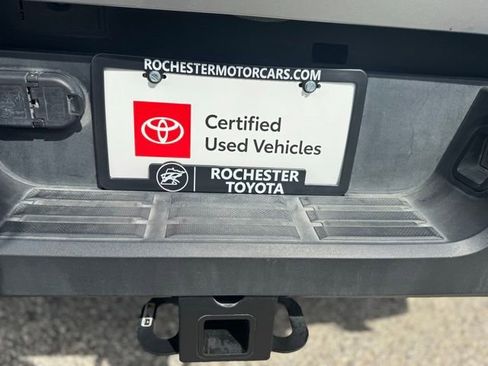 ROCHESTERMOTORCARS.COM
Certified
Used Vehicles
ROCHESTER
TOYOTA